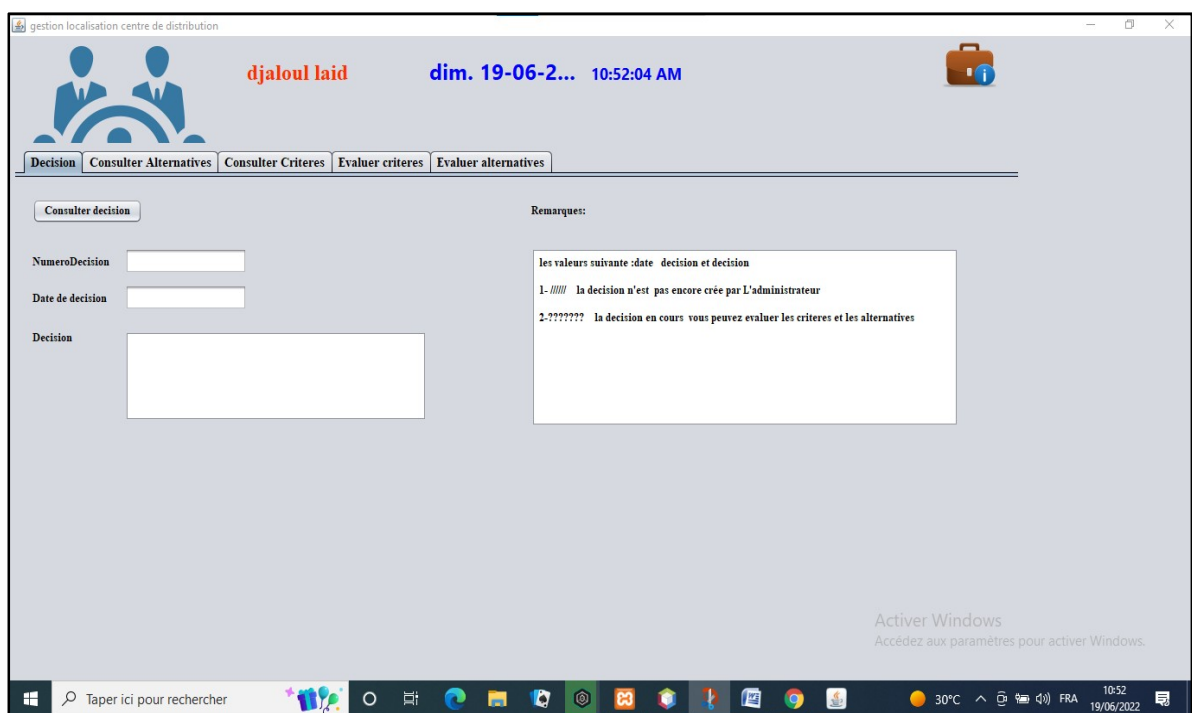 gestion localisation centre de distribution
djaloul laid
dim. 19-06-2... 10:52:04 AM
Decision Consulter Alternatives Consulter Criteres Evaluer criteres Evaluer alternatives
Consulter decision
Remarques:
NumeroDecision
Date de decision
Decision
les valeurs suivante :date decision et decision
1- ////// la decision n'est pas encore crée par L'administrateur
2-??????? la decision en cours vous peuvez evaluer les criteres et les alternatives
Activer Windows
Accédez aux paramètres pour activer Windows.
Taper ici pour rechercher
30°C
FRA
10:52
19/06/2022